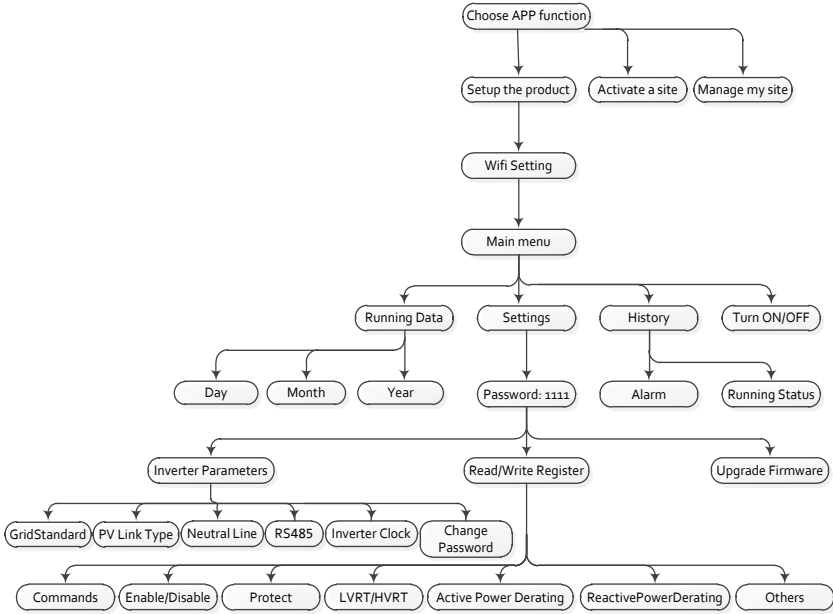 Choose APP function
Setup the product
Activate a site
Manage my site
Wifi Setting
Main menu
Running Data
Settings
History
Turn ON/OFF
Day
Month
Year
Password: 1111
Alarm
Running Status
Inverter Parameters
Read/Write Register
Upgrade Firmware
GridStandard
PV Link Type
Neutral Line
RS485
Inverter Clock
Change
Password
Commands
Enable/Disable
Protect
LVRT/HVRT
Active Power Derating
ReactivePowerDerating
Others